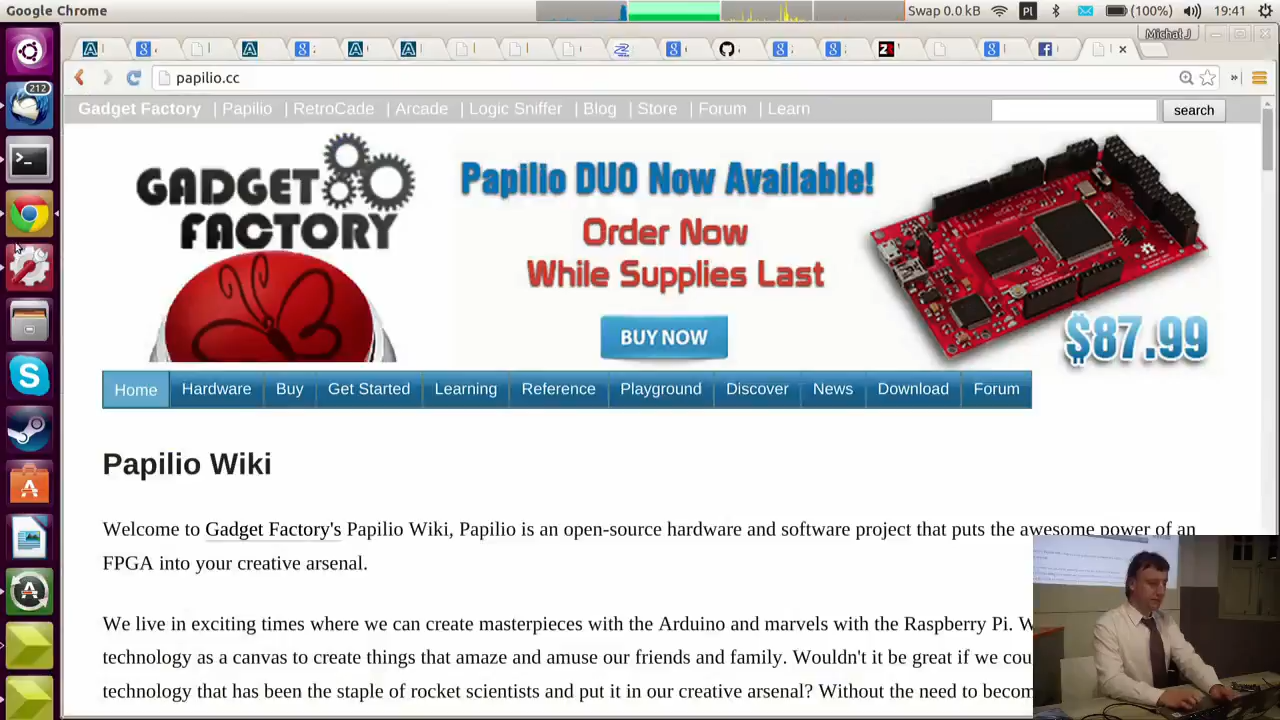 Google Chrome
Swap 0.0 kB
Pl
(100%)
19:41
Michał J
papilio.cc
212
Gadget Factory | Papilio | RetroCade | Arcade | Logic Sniffer | Blog | Store | Forum | Learn
search
GADGET
FACTORY
Papilio DUO Now Available!
Order Now
While Supplies Last
BUY NOW
$87.99
Home Hardware Buy Get Started Learning Reference Playground Discover News Download Forum
Papilio Wiki
Welcome to Gadget Factory's Papilio Wiki, Papilio is an open-source hardware and software project that puts the awesome power of an
FPGA into your creative arsenal.
We live in exciting times where we can create masterpieces with the Arduino and marvels with the Raspberry Pi. W
technology as a canvas to create things that amaze and amuse our friends and family. Wouldn't it be great if we cou
technology that has been the staple of rocket scientists and put it in our creative arsenal? Without the need to becom